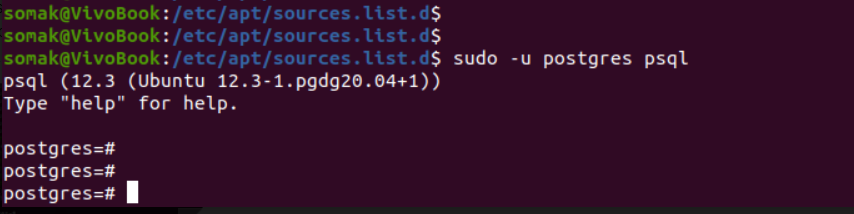 somak@VivoBook:/etc/apt/sources.list.d$
somak@VivoBook:/etc/apt/sources.list.d$
somak@VivoBook:/etc/apt/sources.list.d$ sudo -u postgres psql
psql (12.3 (Ubuntu 12.3-1.pgdg20.04+1))
Type "help" for help.
postgres=#
postgres=#
postgres=#